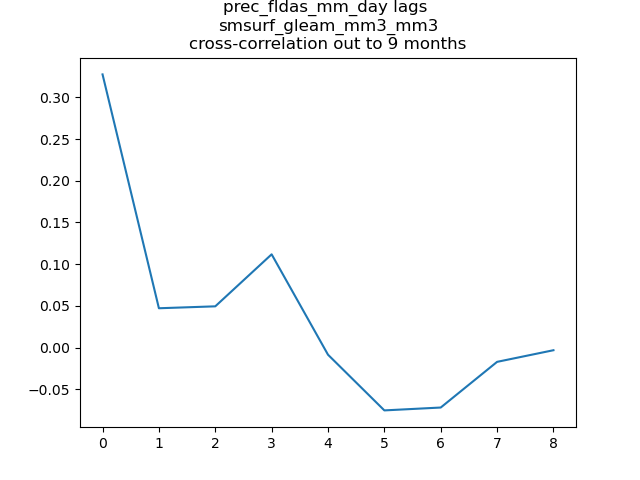 prec_fldas_mm_day lags
smsurf_gleam_mm3_mm3
cross-correlation out to 9 months
0.30
0.25
0.20
0.15
0.10
0.05
0.00
−0.05
0 1 2 3 4 5 6 7 8